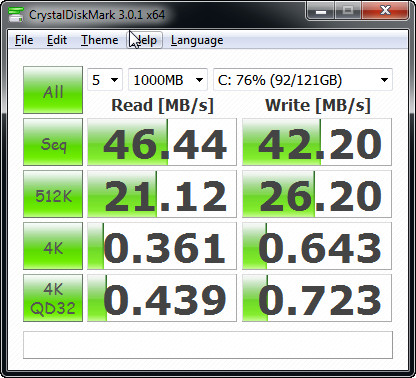 CrystalDiskMark 3.0.1 x64
File Edit Theme Help Language
All 5 1000MB C: 76% (92/121GB)
Read [MB/s] Write [MB/s]
Seq 46.44 42.20
512K 21.12 26.20
4K 0.361 0.643
4K QD32 0.439 0.723